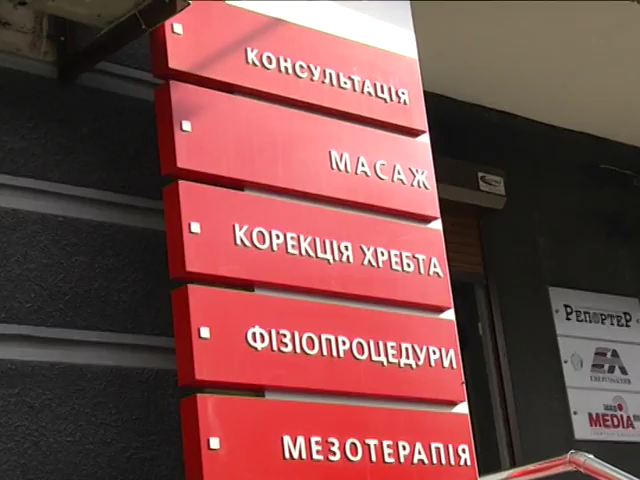 КОНСУЛЬТАЦІЯ
МАСАЖ
КОРЕКЦІЯ ХРЕБТА
ФІЗІОПРОЦЕДУРИ
МЕЗОТЕРАПІЯ
РЕПОРТЕР
MEDIA